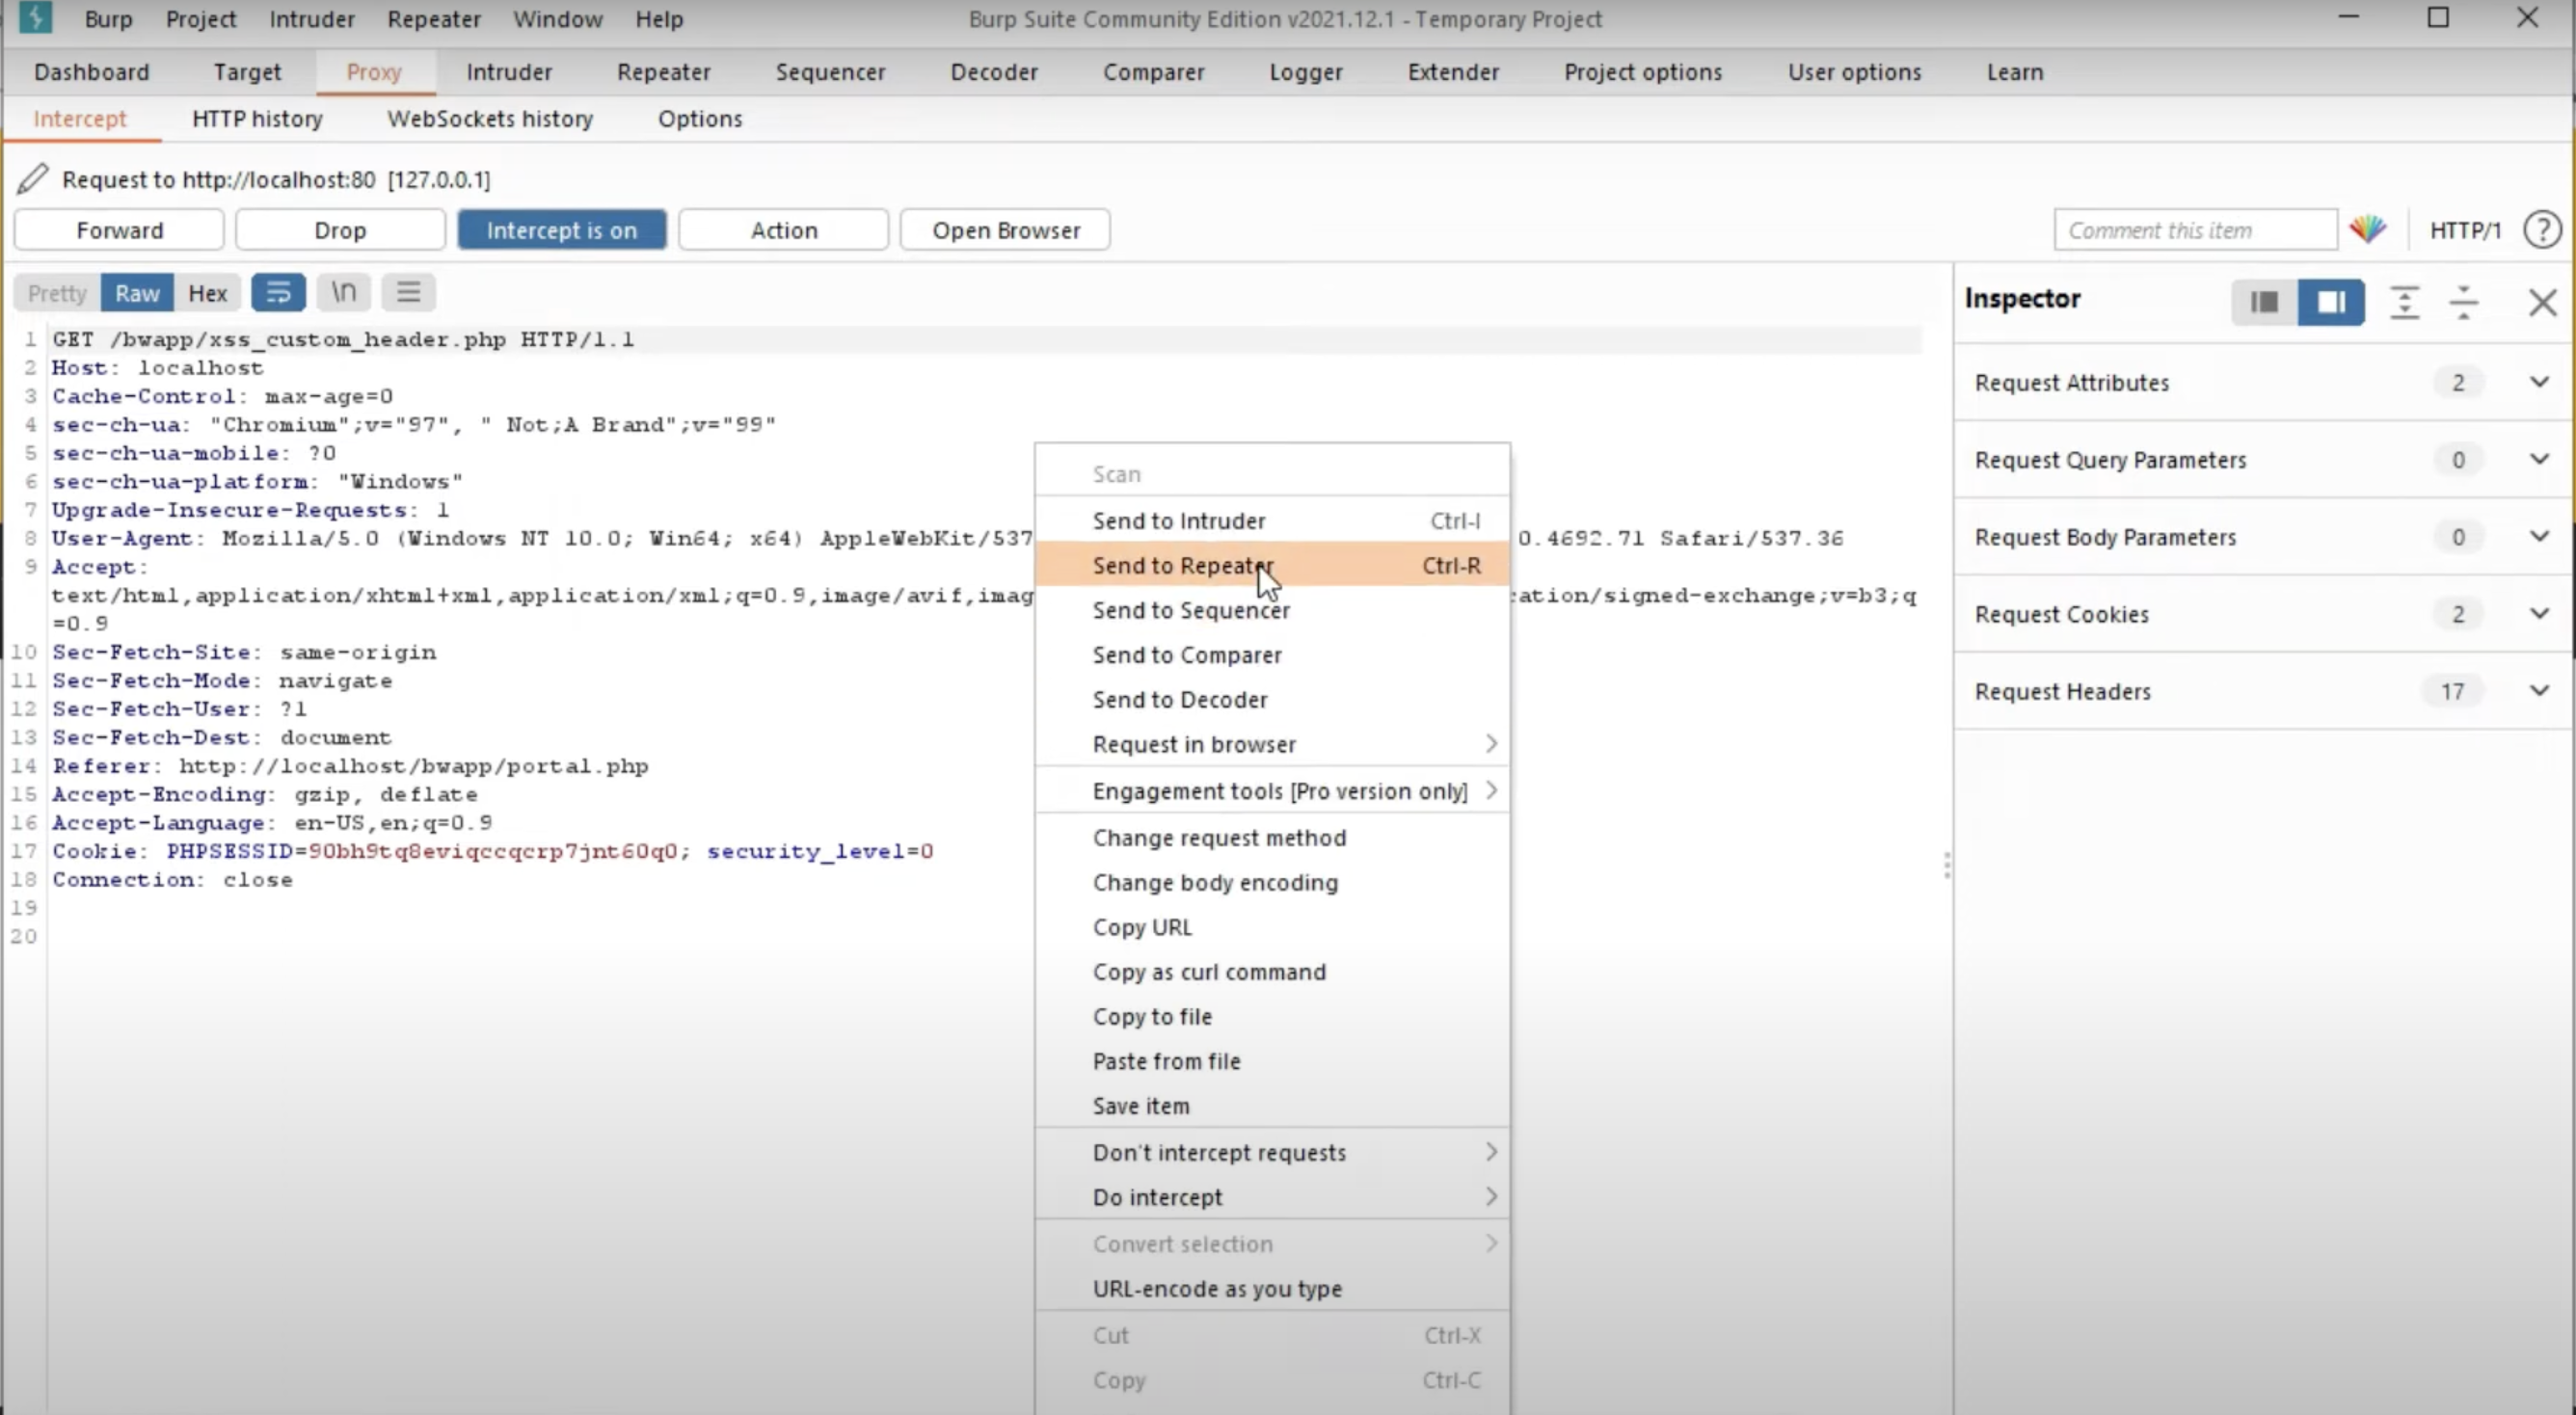 Burp Project Intruder Repeater Window Help Burp Suite Community Edition v2021.12.1 - Temporary Project
Dashboard Target Proxy Intruder Repeater Sequencer Decoder Comparer Logger Extender Project options User options Learn
Intercept HTTP history WebSockets history Options
Request to http://localhost:80 [127.0.0.1]
Forward Drop Intercept is on Action Open Browser Comment this item HTTP/1 ?
Pretty Raw Hex \n
1 GET /bwapp/xss_custom_header.php HTTP/1.1
2 Host: localhost
3 Cache-Control: max-age=0
4 sec-ch-ua: "Chromium";v="97", " Not;A Brand";v="99"
5 sec-ch-ua-mobile: ?0
6 sec-ch-ua-platform: "Windows"
7 Upgrade-Insecure-Requests: 1
8 User-Agent: Mozilla/5.0 (Windows NT 10.0; Win64; x64) AppleWebKit/537 0.4692.71 Safari/537.36
9 Accept:
text/html,application/xhtml+xml,application/xml;q=0.9,image/avif,imag cation/signed-exchange;v=b3;q
=0.9
10 Sec-Fetch-Site: same-origin
11 Sec-Fetch-Mode: navigate
12 Sec-Fetch-User: ?1
13 Sec-Fetch-Dest: document
14 Referer: http://localhost/bwapp/portal.php
15 Accept-Encoding: gzip, deflate
16 Accept-Language: en-US,en;q=0.9
17 Cookie: PHPSESSID=90bh9tq8eviqccqcrp7jnt60q0; security_level=0
18 Connection: close
19
20
Scan
Send to Intruder Ctrl-I
Send to Repeater Ctrl-R
Send to Sequencer
Send to Comparer
Send to Decoder
Request in browser
Engagement tools [Pro version only]
Change request method
Change body encoding
Copy URL
Copy as curl command
Copy to file
Paste from file
Save item
Don't intercept requests
Do intercept
Convert selection
URL-encode as you type
Cut Ctrl-X
Copy Ctrl-C
Inspector
Request Attributes 2
Request Query Parameters 0
Request Body Parameters 0
Request Cookies 2
Request Headers 17